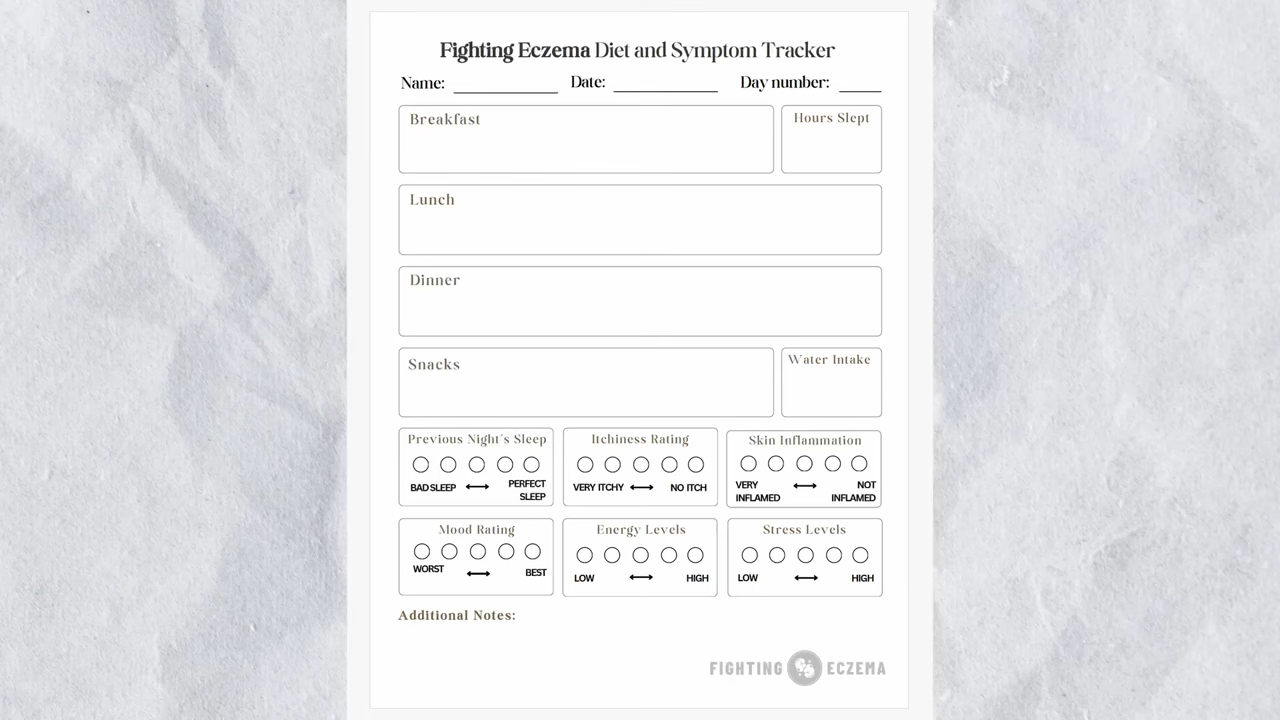 Fighting Eczema Diet and Symptom Tracker
Name: Date: Day number:
Breakfast
Hours Slept
Lunch
Dinner
Snacks
Water Intake
Previous Night's Sleep
BAD SLEEP PERFECT SLEEP
Itchiness Rating
VERY ITCHY NO ITCH
Skin Inflammation
VERY INFLAMED NOT INFLAMED
Mood Rating
WORST BEST
Energy Levels
LOW HIGH
Stress Levels
LOW HIGH
Additional Notes:
FIGHTING ECZEMA